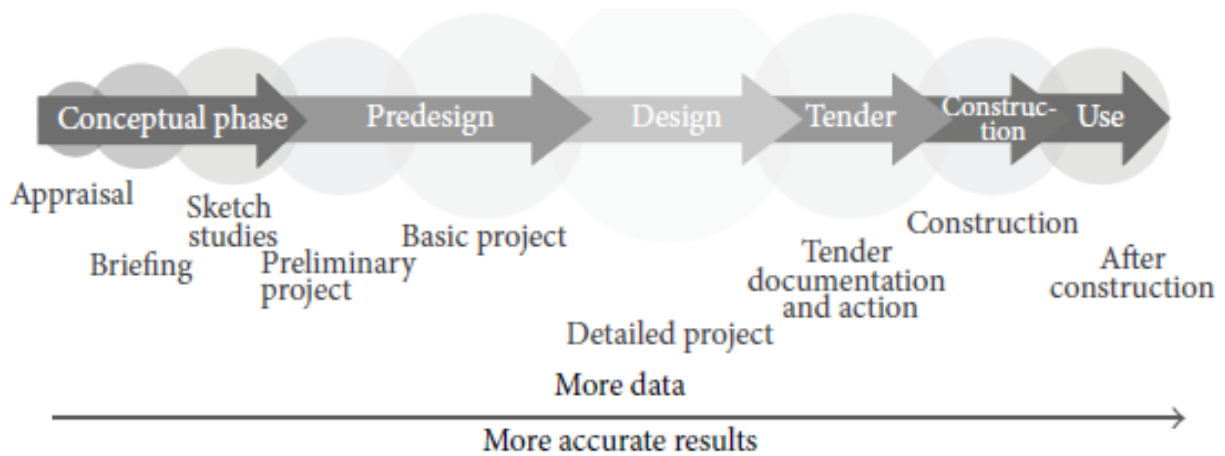 Conceptual phase
Predesign
Design
Tender
Construc-
tion
Use
Appraisal
Briefing
Sketch
studies
Preliminary
project
Basic project
Detailed project
Tender
documentation
and action
Construction
After
construction
More data
More accurate results